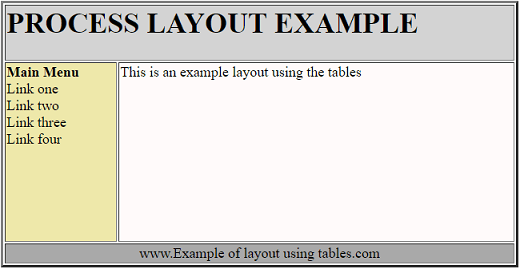 PROCESS LAYOUT EXAMPLE
Main Menu
Link one
Link two
Link three
Link four
This is an example layout using the tables
www.Example of layout using tables.com